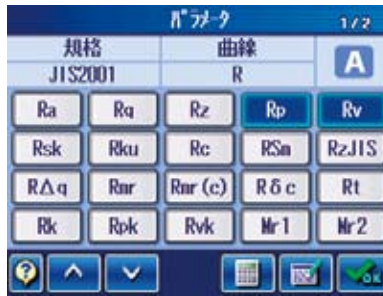 パラメータ 1/2
規格 曲線 A
JIS2001 R
Ra Rq Rz Rp Rv
Rsk Rku Rc RSm RzJIS
RΔq Rmr Rmr(c) Rδc Rt
Rk Rpk Rvk Mr1 Mr2
? OK